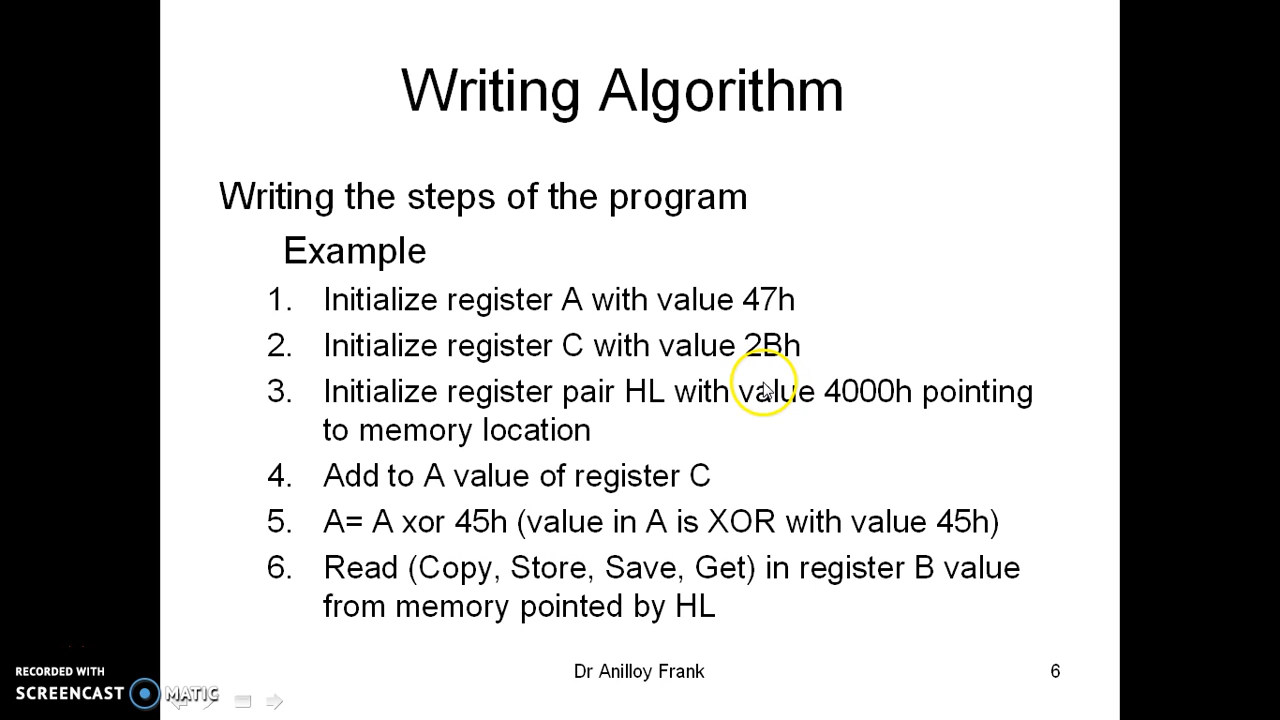 Writing Algorithm
Writing the steps of the program
Example
1. Initialize register A with value 47h
2. Initialize register C with value 2Bh
3. Initialize register pair HL with value 4000h pointing
to memory location
4. Add to A value of register C
5. A= A xor 45h (value in A is XOR with value 45h)
6. Read (Copy, Store, Save, Get) in register B value
from memory pointed by HL
Dr Anilloy Frank
6
RECORDED WITH
SCREENCAST MATIC